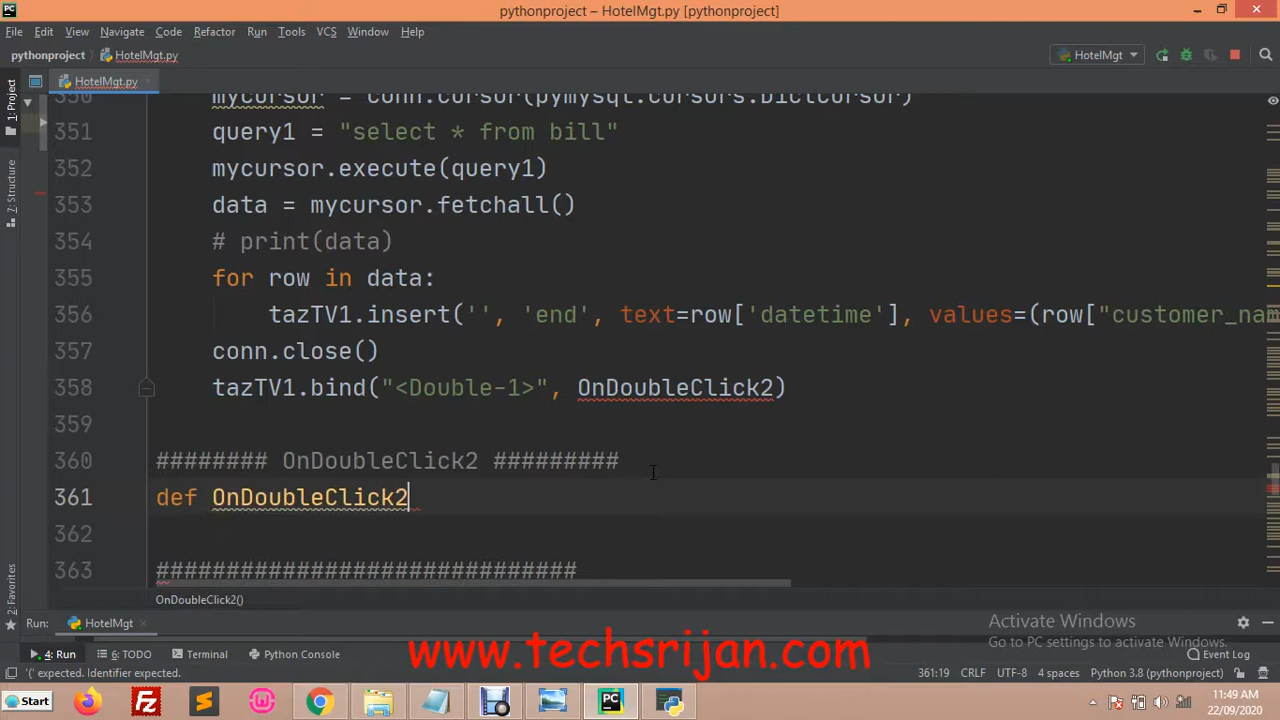 pythonproject – HotelMgt.py [pythonproject]
File Edit View Navigate Code Refactor Run Tools VCS Window Help
pythonproject HotelMgt.py
HotelMgt
1: Project
HotelMgt.py
350 mycursor = conn.cursor(pymysql.cursors.DictCursor)
351 query1 = "select * from bill"
352 mycursor.execute(query1)
353 data = mycursor.fetchall()
354 # print(data)
355 for row in data:
356 tazTV1.insert('', 'end', text=row['datetime'], values=(row["customer_nam
357 conn.close()
358 tazTV1.bind("<Double-1>", OnDoubleClick2)
359
360 ######## OnDoubleClick2 #########
361 def OnDoubleClick2
362
363 ##############################
7: Structure
2: Favorites
OnDoubleClick2()
Run: HotelMgt
Activate Windows
Go to PC settings to activate Windows.
4: Run 6: TODO Terminal Python Console Event Log
www.techsrijan.com
'(' expected. Identifier expected. 361:19 CRLF UTF-8 4 spaces Python 3.8 (pythonproject)
Start
PC
11:49 AM
22/09/2020